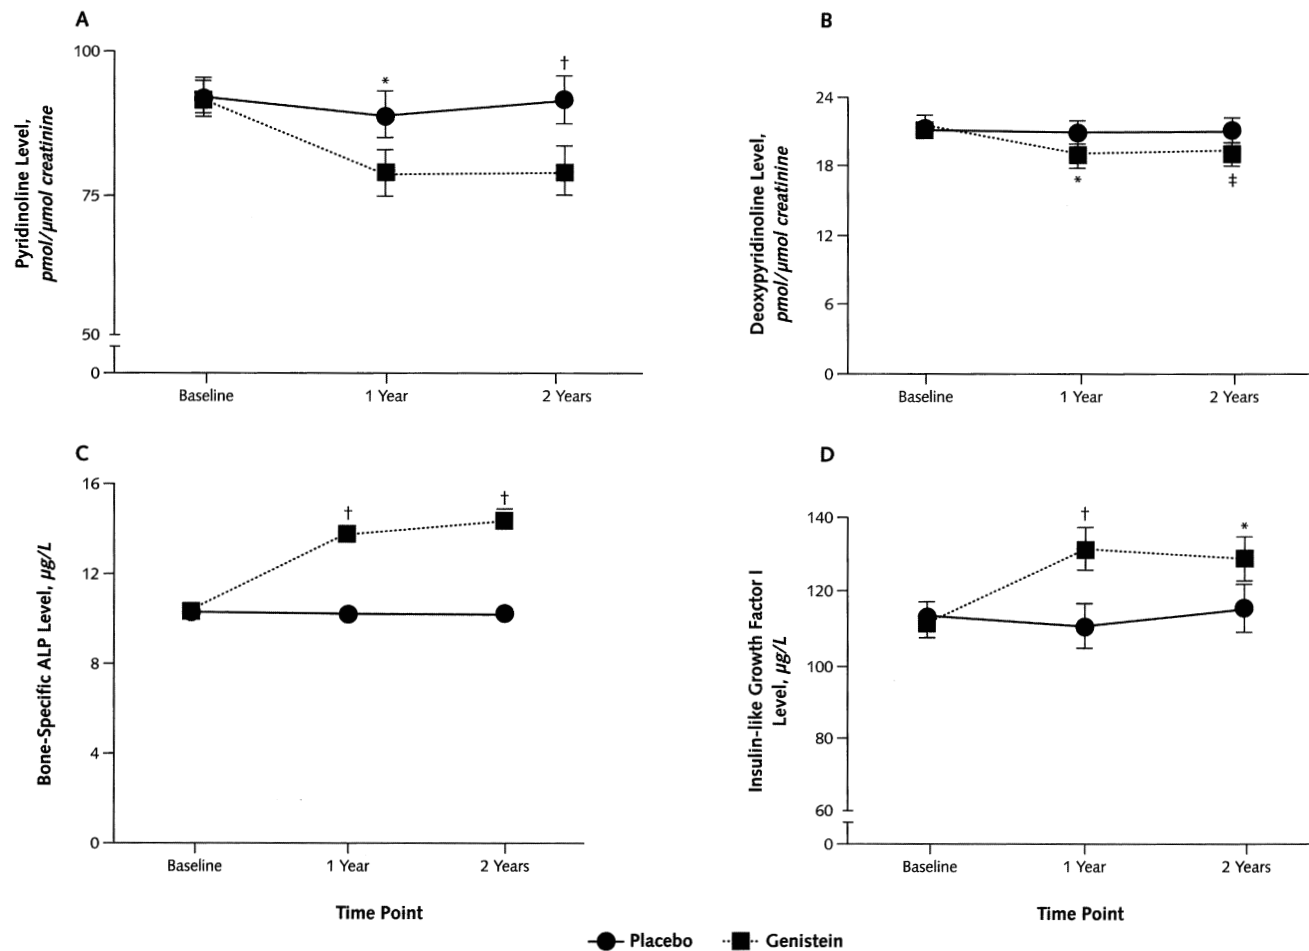 A
Pyridinoline Level,
pmol/µmol creatinine
100
75
50
0
*
†
Baseline
1 Year
2 Years
B
Deoxypyridinoline Level,
pmol/µmol creatinine
24
18
12
6
0
*
‡
Baseline
1 Year
2 Years
C
Bone-Specific ALP Level, µg/L
16
12
8
4
0
†
†
Baseline
1 Year
2 Years
Time Point
D
Insulin-like Growth Factor I
Level, µg/L
140
120
100
80
60
0
†
*
Baseline
1 Year
2 Years
Time Point
Placebo
Genistein